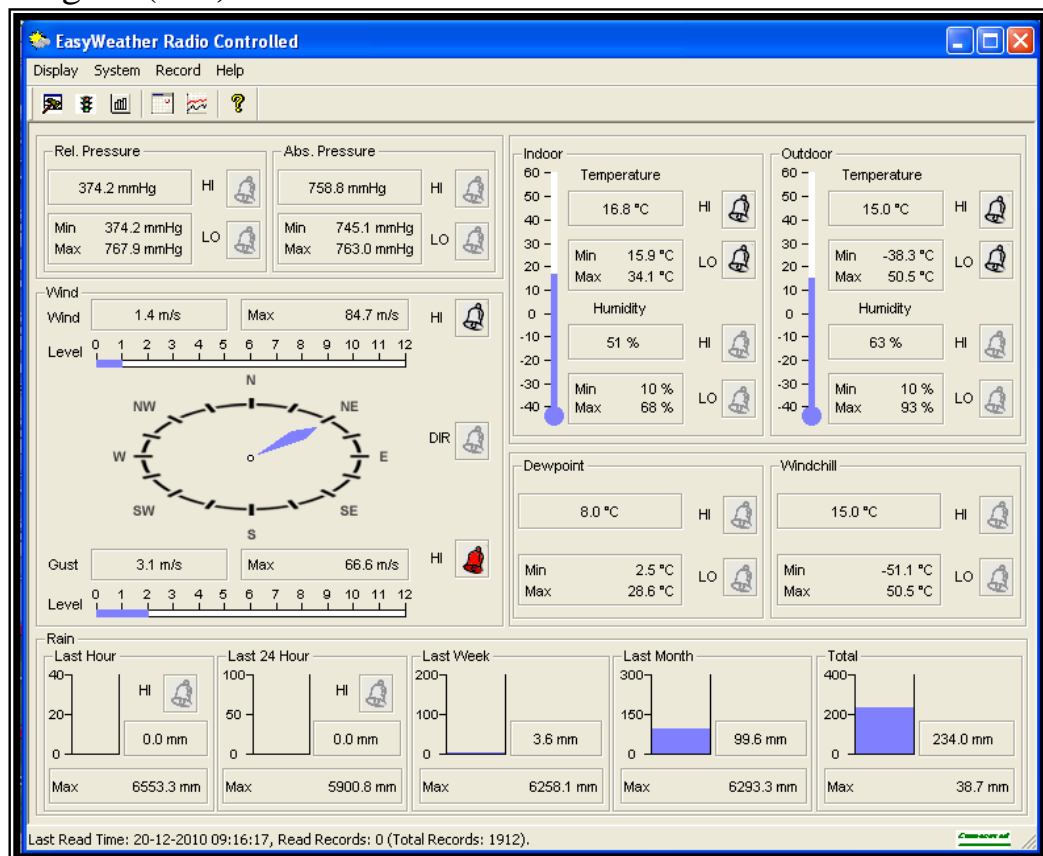 EasyWeather Radio Controlled
Display System Record Help
Rel. Pressure
374.2 mmHg HI
Min 374.2 mmHg
Max 767.9 mmHg
LO
Abs. Pressure
758.8 mmHg HI
Min 745.1 mmHg
Max 763.0 mmHg
LO
Wind
Wind 1.4 m/s Max 84.7 m/s HI
Level 0 1 2 3 4 5 6 7 8 9 10 11 12
N
NW NE
W E
DIR
SW SE
S
Gust 3.1 m/s Max 66.6 m/s HI
Level 0 1 2 3 4 5 6 7 8 9 10 11 12
Indoor
60
50
40
30
20
10
0
-10
-20
-30
-40
Temperature
16.8 °C HI
Min 15.9 °C
Max 34.1 °C
LO
Humidity
51 % HI
Min 10 %
Max 68 %
LO
Outdoor
60
50
40
30
20
10
0
-10
-20
-30
-40
Temperature
15.0 °C HI
Min -38.3 °C
Max 50.5 °C
LO
Humidity
63 % HI
Min 10 %
Max 93 %
LO
Dewpoint
8.0 °C HI
Min 2.5 °C
Max 28.6 °C
LO
Windchill
15.0 °C HI
Min -51.1 °C
Max 50.5 °C
LO
Rain
Last Hour
40
20
0
HI
0.0 mm
Max 6553.3 mm
Last 24 Hour
100
50
0
HI
0.0 mm
Max 5900.8 mm
Last Week
200
100
0
3.6 mm
Max 6258.1 mm
Last Month
300
150
0
99.6 mm
Max 6293.3 mm
Total
400
200
0
234.0 mm
Max 38.7 mm
Last Read Time: 20-12-2010 09:16:17, Read Records: 0 (Total Records: 1912).